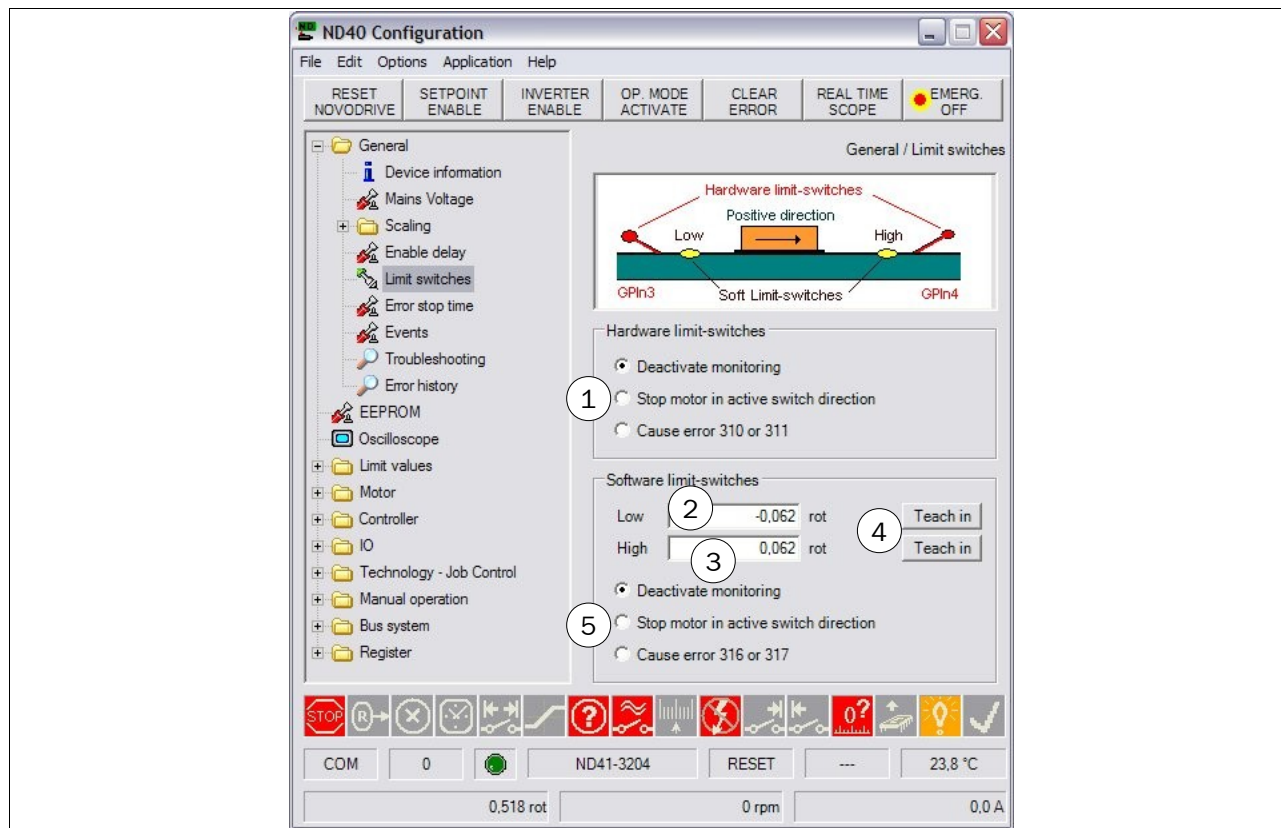 ND40 Configuration
File Edit Options Application Help
RESET NOVODRIVE
SETPOINT ENABLE
INVERTER ENABLE
OP. MODE ACTIVATE
CLEAR ERROR
REAL TIME SCOPE
EMERG. OFF
General
Device information
Mains Voltage
Scaling
Enable delay
Limit switches
Error stop time
Events
Troubleshooting
Error history
EEPROM
Oscilloscope
Limit values
Motor
Controller
IO
Technology - Job Control
Manual operation
Bus system
Register
General / Limit switches
Hardware limit-switches
Positive direction
Low
High
GPIn3
Soft Limit-switches
GPIn4
Hardware limit-switches
Deactivate monitoring
1 Stop motor in active switch direction
Cause error 310 or 311
Software limit-switches
Low 2 -0,062 rot 4 Teach in
High 3 0,062 rot Teach in
Deactivate monitoring
5 Stop motor in active switch direction
Cause error 316 or 317
STOP R ? 0?
COM 0 ND41-3204 RESET --- 23,8 °C
0,518 rot 0 rpm 0,0 A